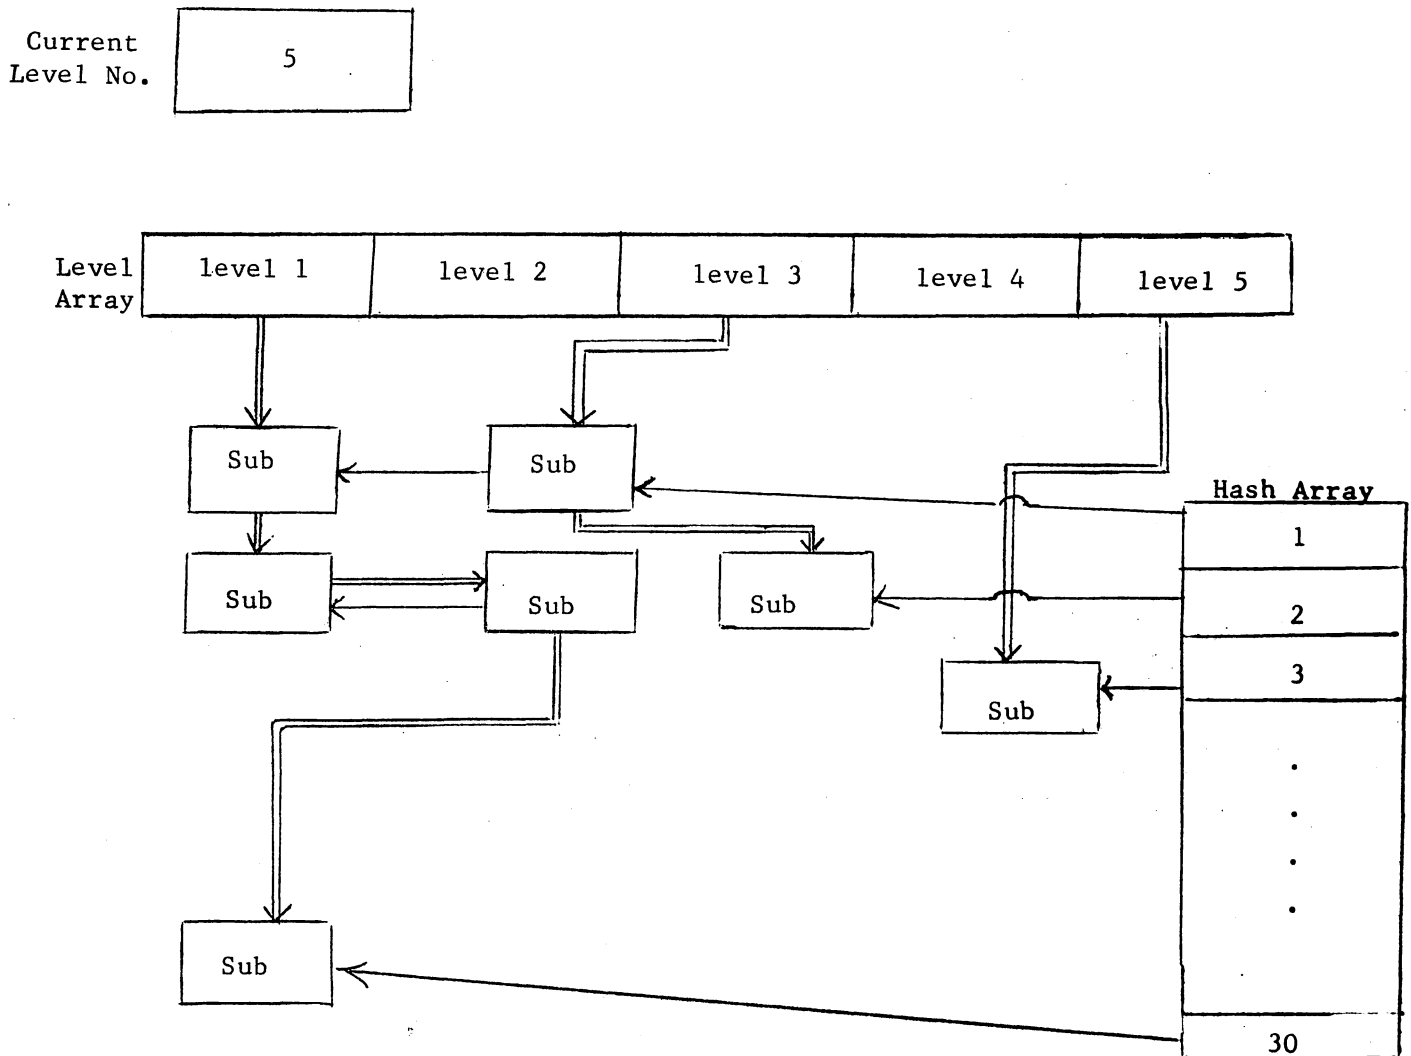 Current
Level No.
5
Level
Array
level 1
level 2
level 3
level 4
level 5
Sub
Sub
Hash Array
1
Sub
Sub
Sub
2
3
Sub
.
.
.
.
Sub
30